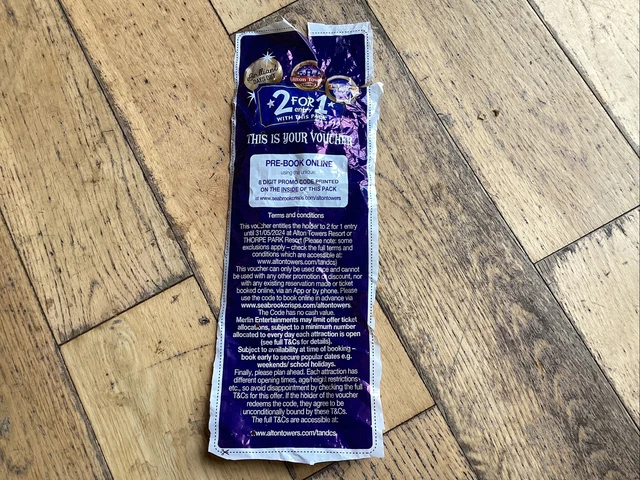 Brilliant
DAYS OUT
Alton Towers
2 FOR 1
entry
WITH THIS PACK
THIS IS YOUR VOUCHER
PRE-BOOK ONLINE
using the unique
8 DIGIT PROMO CODE PRINTED
ON THE INSIDE OF THIS PACK
at www.seabrookcrisps.com/altontowers
Terms and conditions
This voucher entitles the holder to 2 for 1 entry
until 31/05/2024 at Alton Towers Resort or
THORPE PARK Resort (Please note: some
exclusions apply – check the full terms and
conditions which are accessible at:
www.altontowers.com/tandcs)
This voucher can only be used once and cannot
be used with any other promotion or discount, nor
with any existing reservation made or ticket
booked online, via an App or by phone. Please
use the code to book online in advance via
www.seabrookcrisps.com/altontowers.
The Code has no cash value.
Merlin Entertainments may limit offer ticket
allocations, subject to a minimum number
allocated to every day each attraction is open
(see full T&Cs for details).
Subject to availability at time of booking –
book early to secure popular dates e.g.
weekends/ school holidays.
Finally, please plan ahead. Each attraction has
different opening times, age/height restrictions
etc., so avoid disappointment by checking the full
T&Cs for this offer. If the holder of the voucher
redeems the code, they agree to be
unconditionally bound by these T&Cs.
The full T&Cs are accessible at:
www.altontowers.com/tandcs